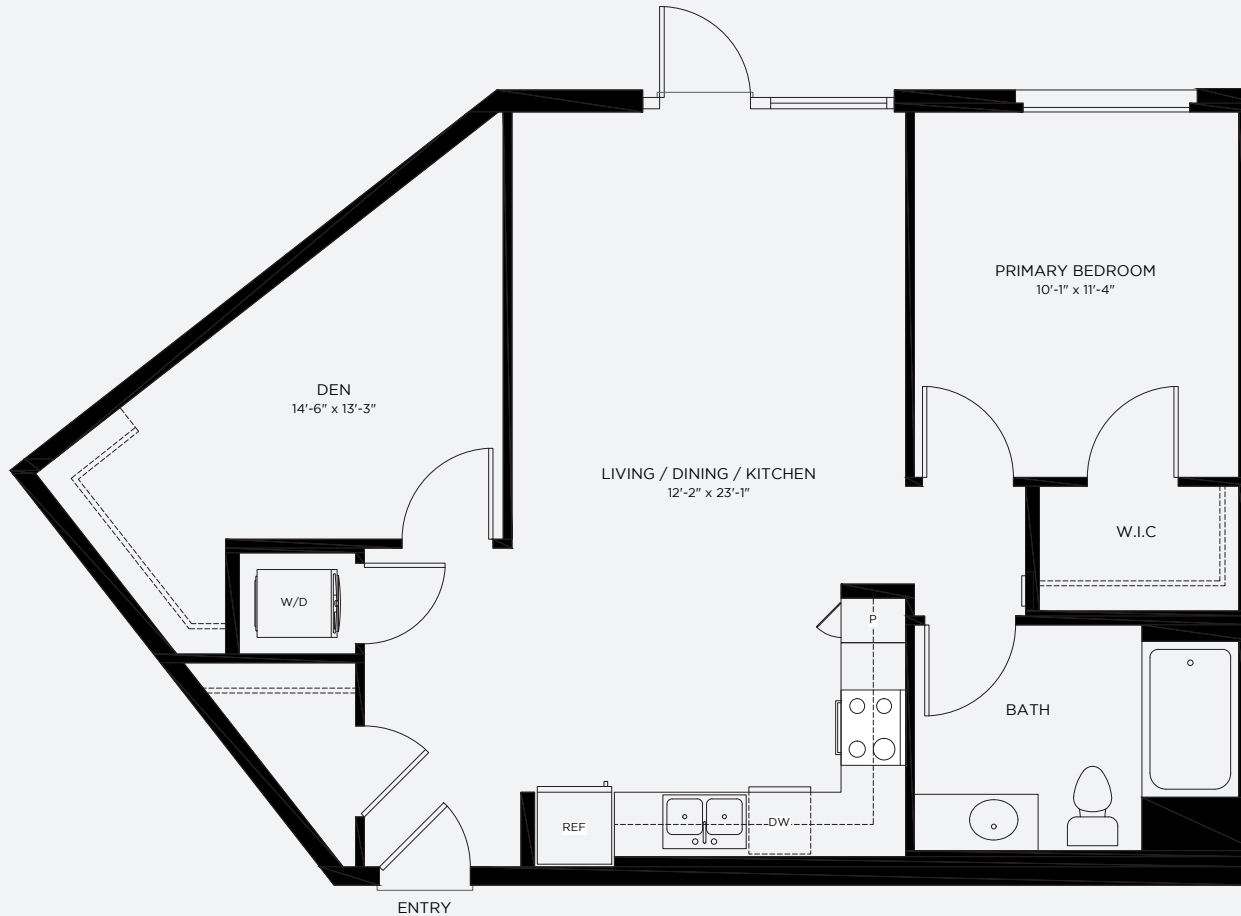 PRIMARY BEDROOM
10'-1" x 11'-4"
DEN
14'-6" x 13'-3"
LIVING / DINING / KITCHEN
12'-2" x 23'-1"
W.I.C
W/D
P
BATH
REF
DW
ENTRY